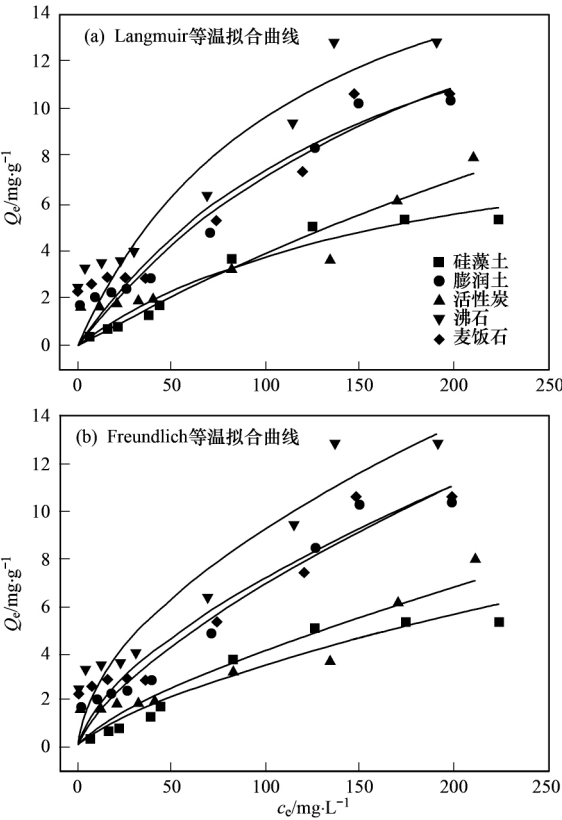 (a) Langmuir等温拟合曲线
14
12
10
8
6
4
2
0
Qe/mg·g⁻¹
硅藻土
膨润土
活性炭
沸石
麦饭石
0 50 100 150 200 250
(b) Freundlich等温拟合曲线
14
12
10
8
6
4
2
0
Qe/mg·g⁻¹
0 50 100 150 200 250
ce/mg·L⁻¹